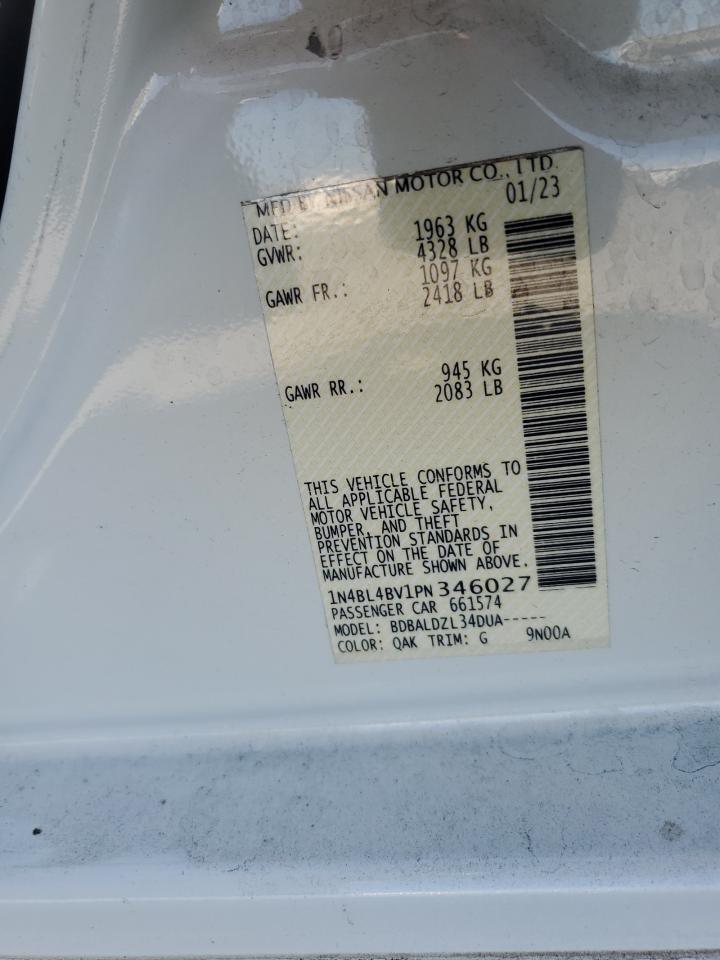 MFD BY NISSAN MOTOR CO., LTD.
DATE: 01/23
GVWR: 1963 KG
4328 LB
GAWR FR.: 1097 KG
2418 LB
GAWR RR.: 945 KG
2083 LB
THIS VEHICLE CONFORMS TO
ALL APPLICABLE FEDERAL
MOTOR VEHICLE SAFETY,
BUMPER, AND THEFT
PREVENTION STANDARDS IN
EFFECT ON THE DATE OF
MANUFACTURE SHOWN ABOVE.
1N4BL4BV1PN346027
PASSENGER CAR 661574
MODEL: BDBALDZL34DUA-----
COLOR: QAK TRIM: G 9N00A